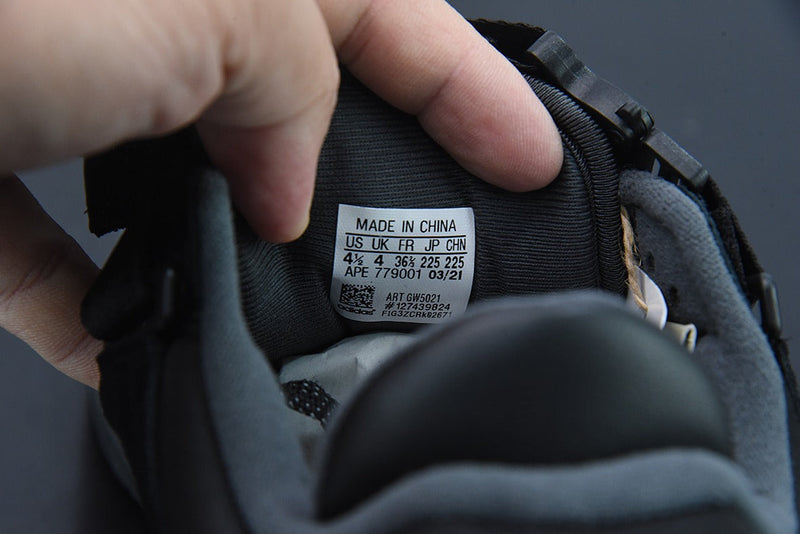 MADE IN CHINA
US UK FR JP CHN
4½ 4 36⅔ 225 225
APE 779001 03/21
ART GW5021
#127439824
adidas FIG3ZCRk02671